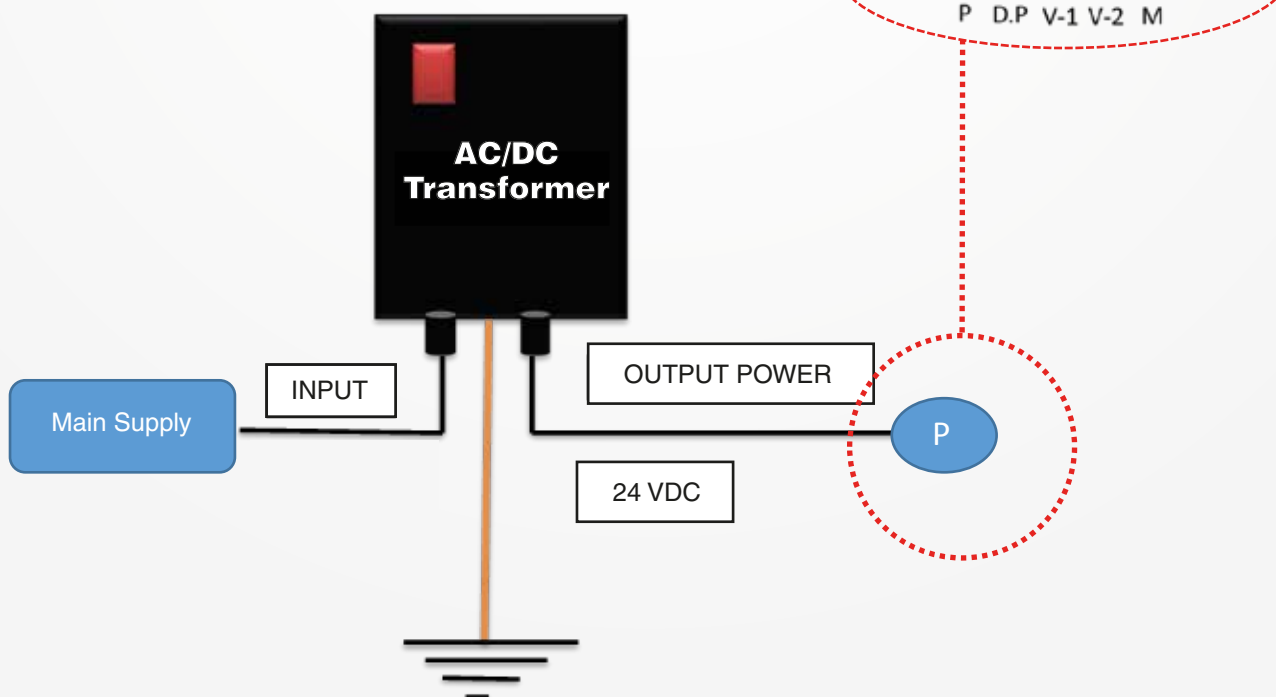 P D.P V-1 V-2 M
AC/DC
Transformer
INPUT
OUTPUT POWER
Main Supply
P
24 VDC